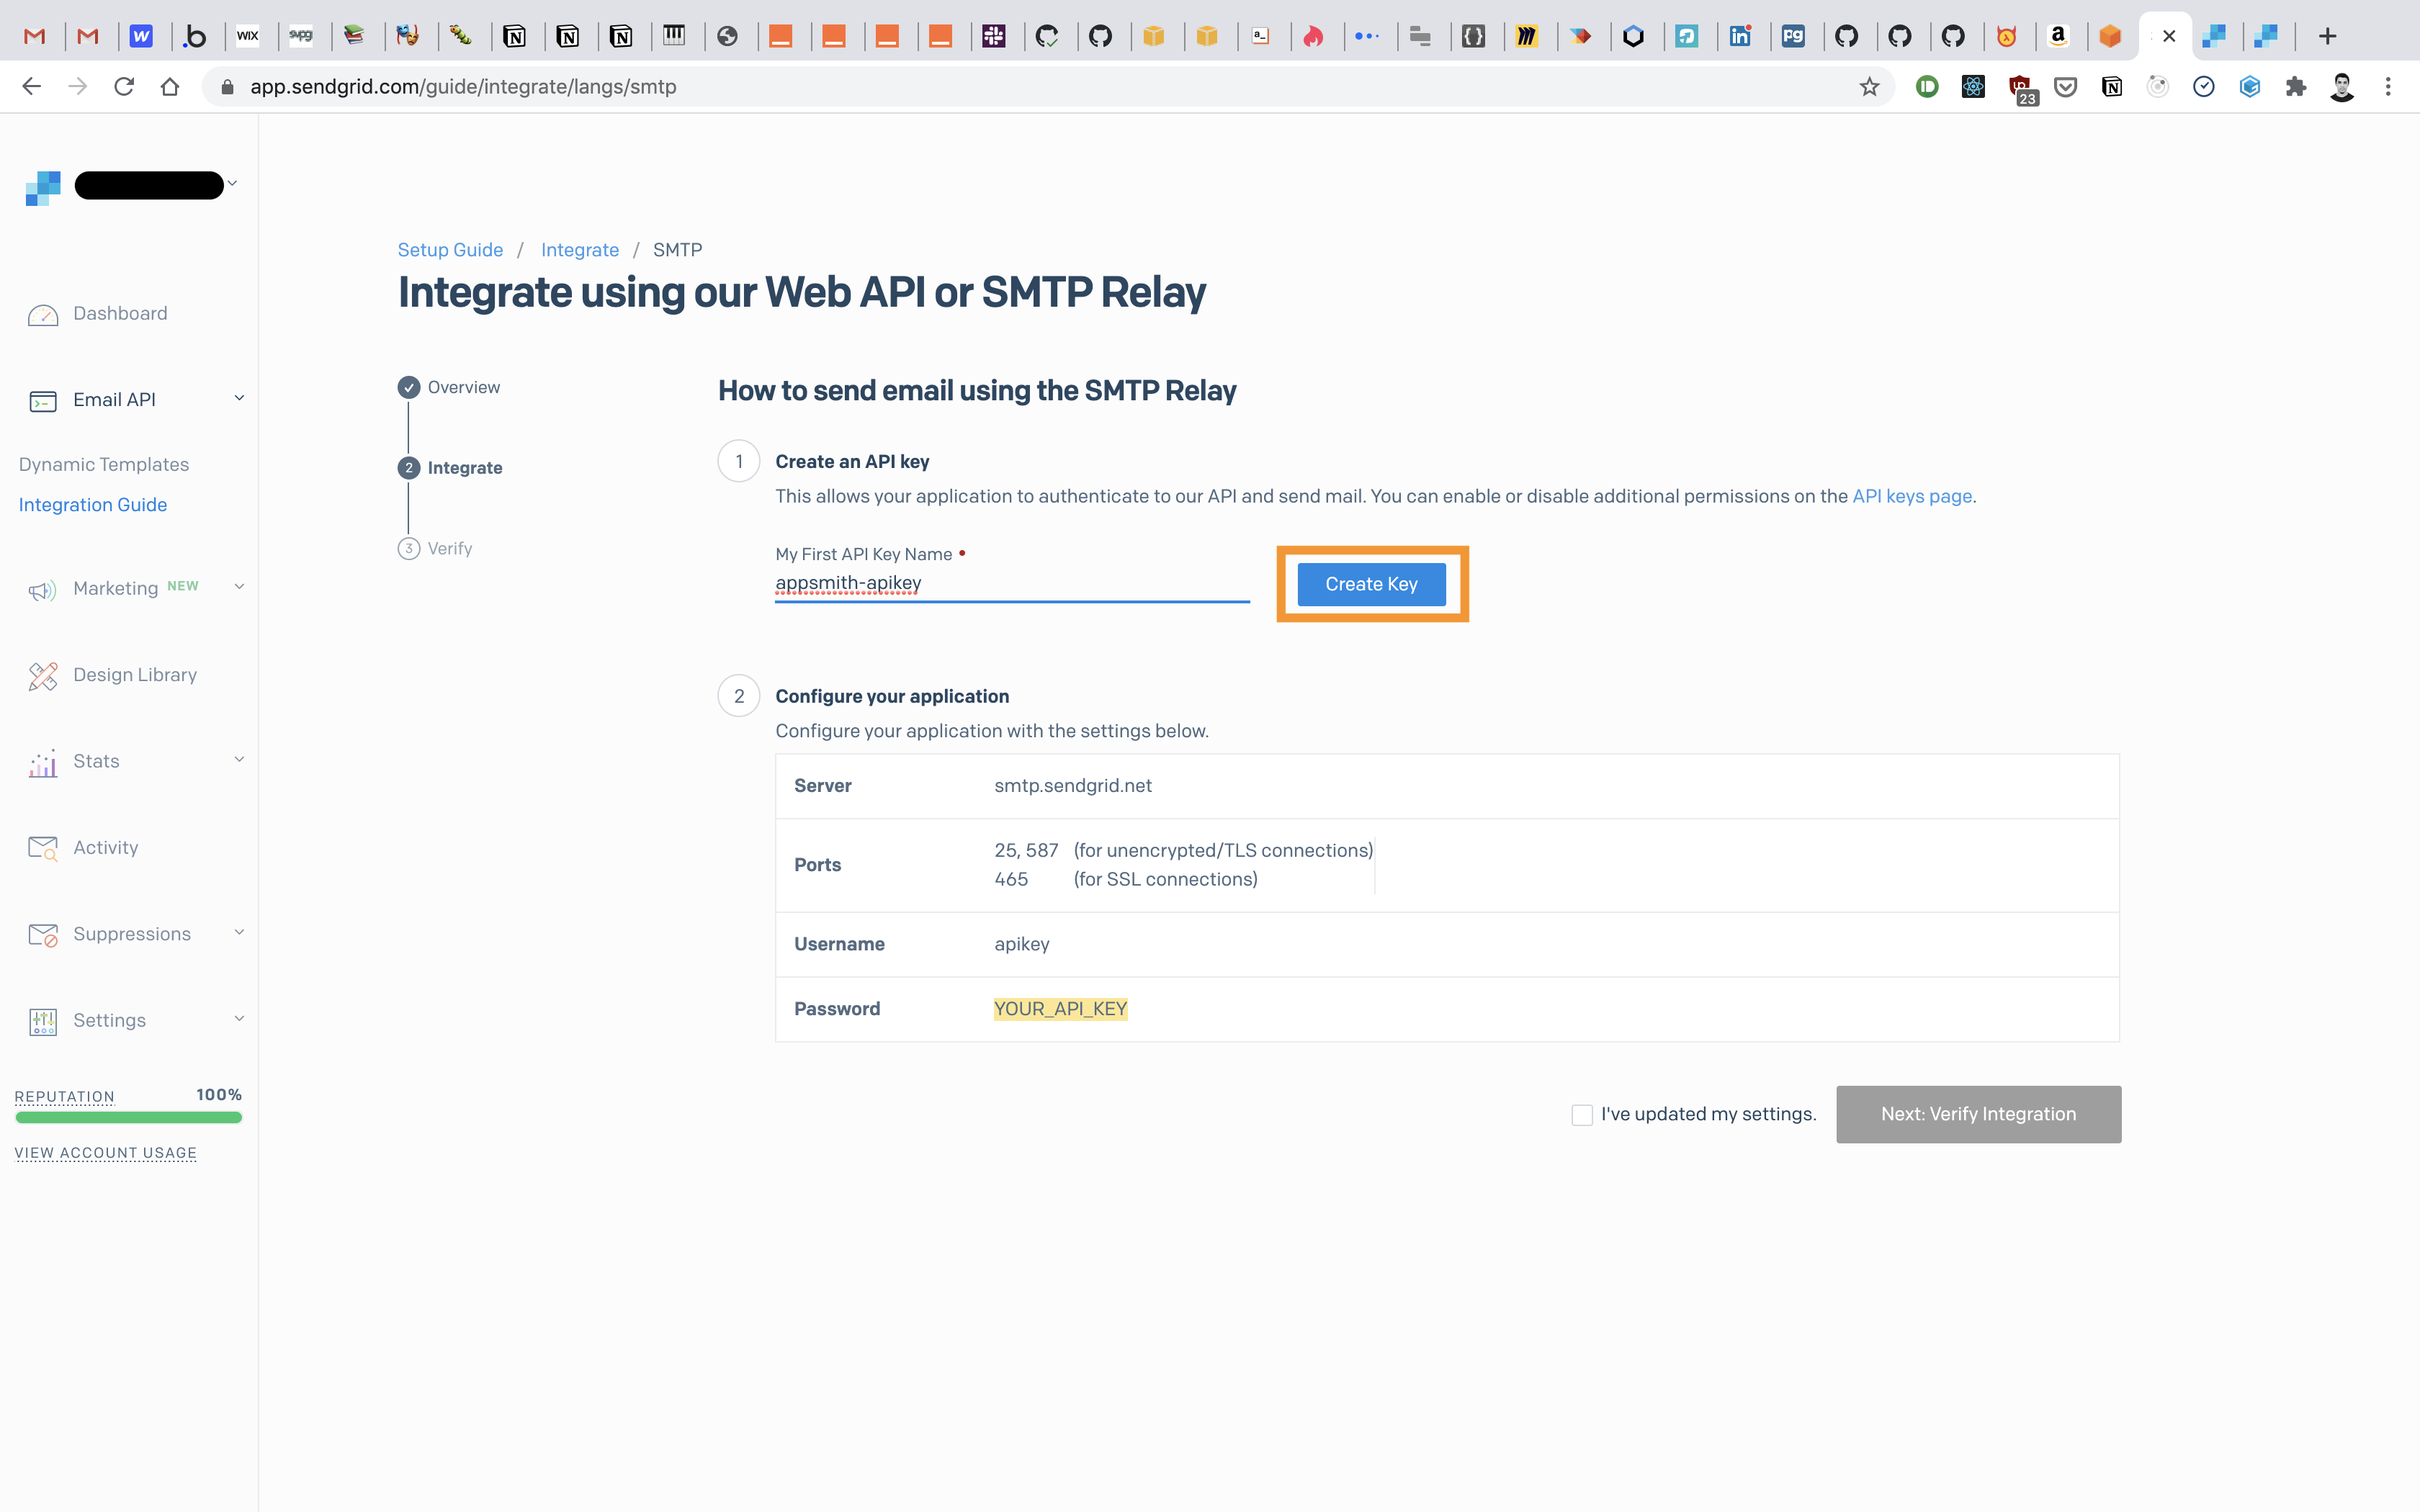 WIX
svpg
pg
app.sendgrid.com/guide/integrate/langs/smtp
23
Setup Guide / Integrate / SMTP
Integrate using our Web API or SMTP Relay
Dashboard
Email API
Dynamic Templates
Integration Guide
Marketing NEW
Design Library
Stats
Activity
Suppressions
Settings
REPUTATION 100%
VIEW ACCOUNT USAGE
Overview
2 Integrate
3 Verify
How to send email using the SMTP Relay
1 Create an API key
This allows your application to authenticate to our API and send mail. You can enable or disable additional permissions on the API keys page.
My First API Key Name •
appsmith-apikey
Create Key
2 Configure your application
Configure your application with the settings below.
Server smtp.sendgrid.net
Ports 25, 587 (for unencrypted/TLS connections)
465 (for SSL connections)
Username apikey
Password YOUR_API_KEY
I've updated my settings.
Next: Verify Integration